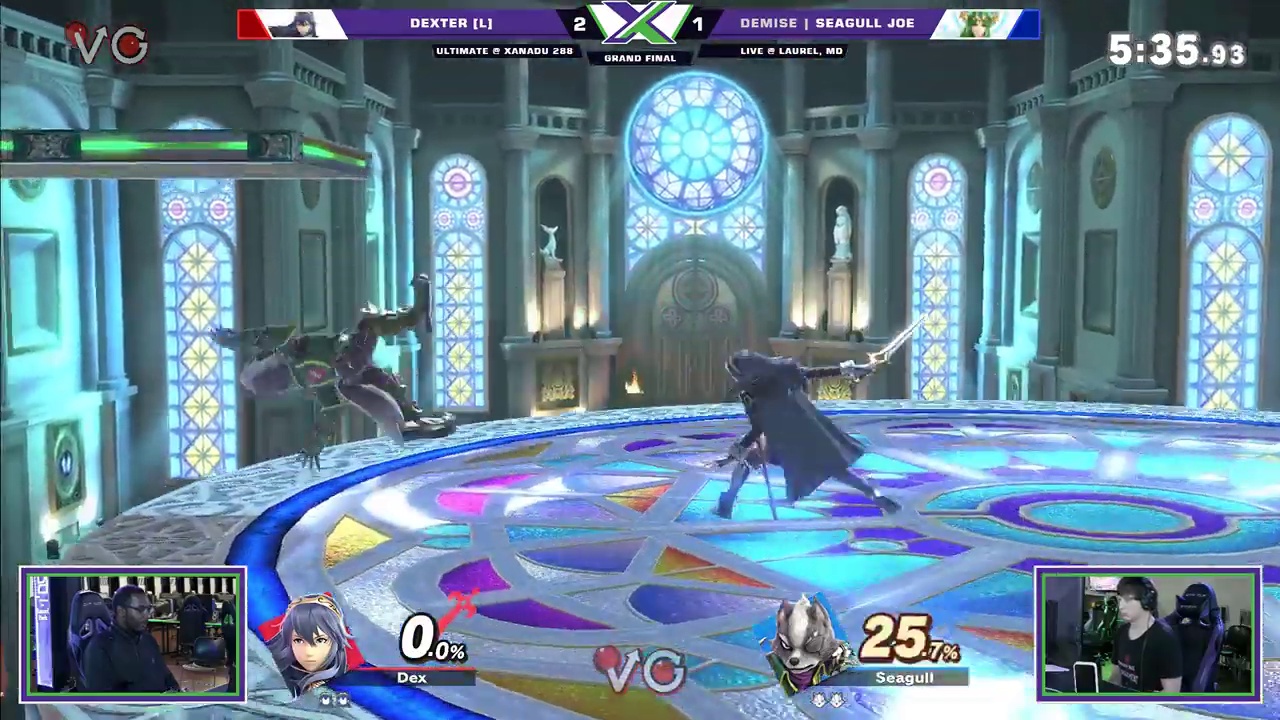 DEXTER [L] 2 1 DEMISE | SEAGULL JOE
ULTIMATE @ XANADU 288
GRAND FINAL
LIVE @ LAUREL, MD
VG
5:35.93
0.0%
Dex
VG
25.7%
Seagull